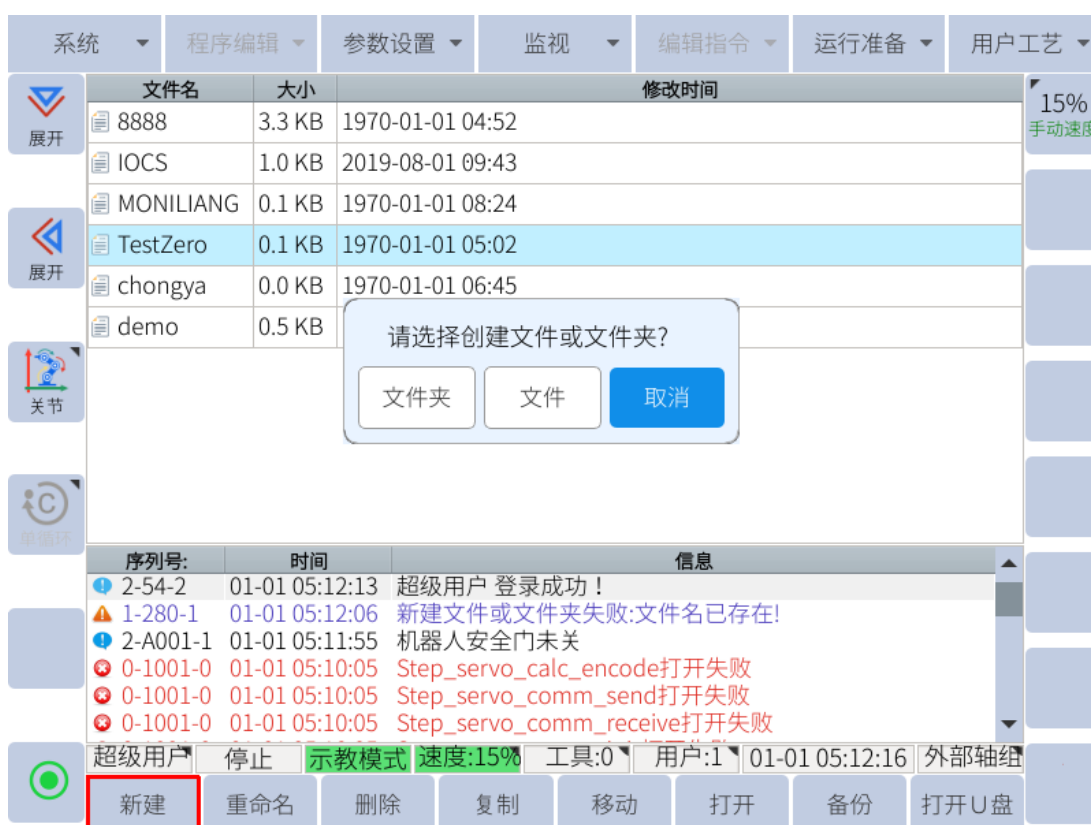 系统 程序编辑 参数设置 监视 编辑指令 运行准备 用户工艺
文件名 大小 修改时间
15%
手动速度
展开
8888 3.3 KB 1970-01-01 04:52
IOCS 1.0 KB 2019-08-01 09:43
MONILIANG 0.1 KB 1970-01-01 08:24
展开
TestZero 0.1 KB 1970-01-01 05:02
chongya 0.0 KB 1970-01-01 06:45
demo 0.5 KB
请选择创建文件或文件夹?
文件夹 文件 取消
关节
单循环
序列号: 时间 信息
2-54-2 01-01 05:12:13 超级用户 登录成功！
1-280-1 01-01 05:12:06 新建文件或文件夹失败:文件名已存在!
2-A001-1 01-01 05:11:55 机器人安全门未关
0-1001-0 01-01 05:10:05 Step_servo_calc_encode打开失败
0-1001-0 01-01 05:10:05 Step_servo_comm_send打开失败
0-1001-0 01-01 05:10:05 Step_servo_comm_receive打开失败
超级用户 停止 示教模式 速度:15% 工具:0 用户:1 01-01 05:12:16 外部轴组
新建 重命名 删除 复制 移动 打开 备份 打开U盘